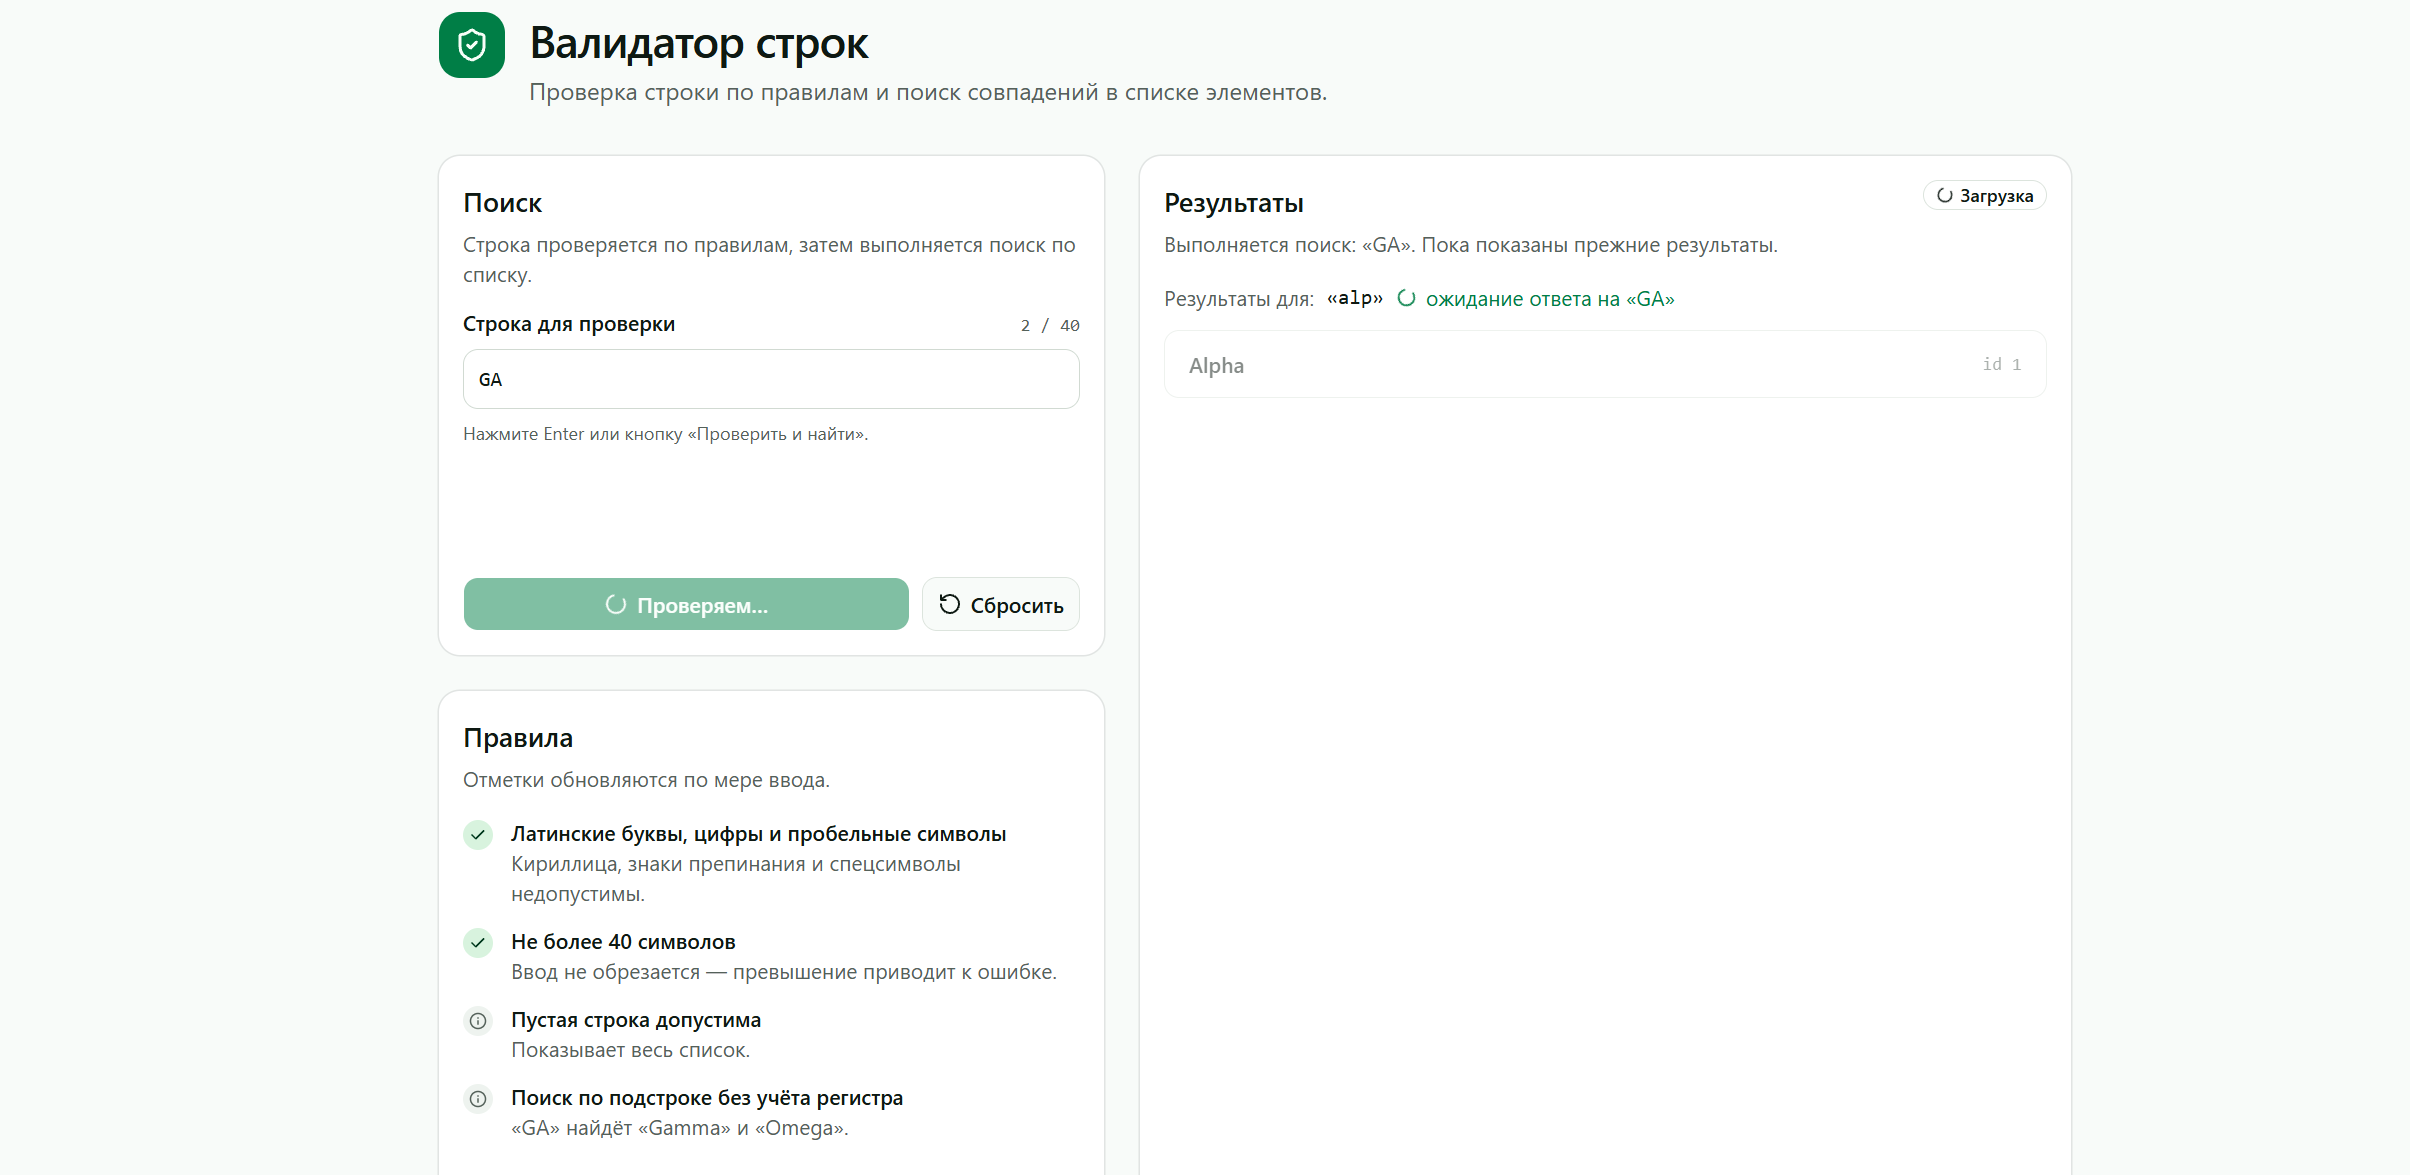 Валидатор строк
Проверка строки по правилам и поиск совпадений в списке элементов.
Поиск
Строка проверяется по правилам, затем выполняется поиск по
списку.
Строка для проверки
2 / 40
GA
Нажмите Enter или кнопку «Проверить и найти».
Проверяем...
Сбросить
Правила
Отметки обновляются по мере ввода.
Латинские буквы, цифры и пробельные символы
Кириллица, знаки препинания и спецсимволы
недопустимы.
Не более 40 символов
Ввод не обрезается — превышение приводит к ошибке.
Пустая строка допустима
Показывает весь список.
Поиск по подстроке без учёта регистра
«GA» найдёт «Gamma» и «Omega».
Результаты
Загрузка
Выполняется поиск: «GA». Пока показаны прежние результаты.
Результаты для: «alp» ожидание ответа на «GA»
Alpha
id 1